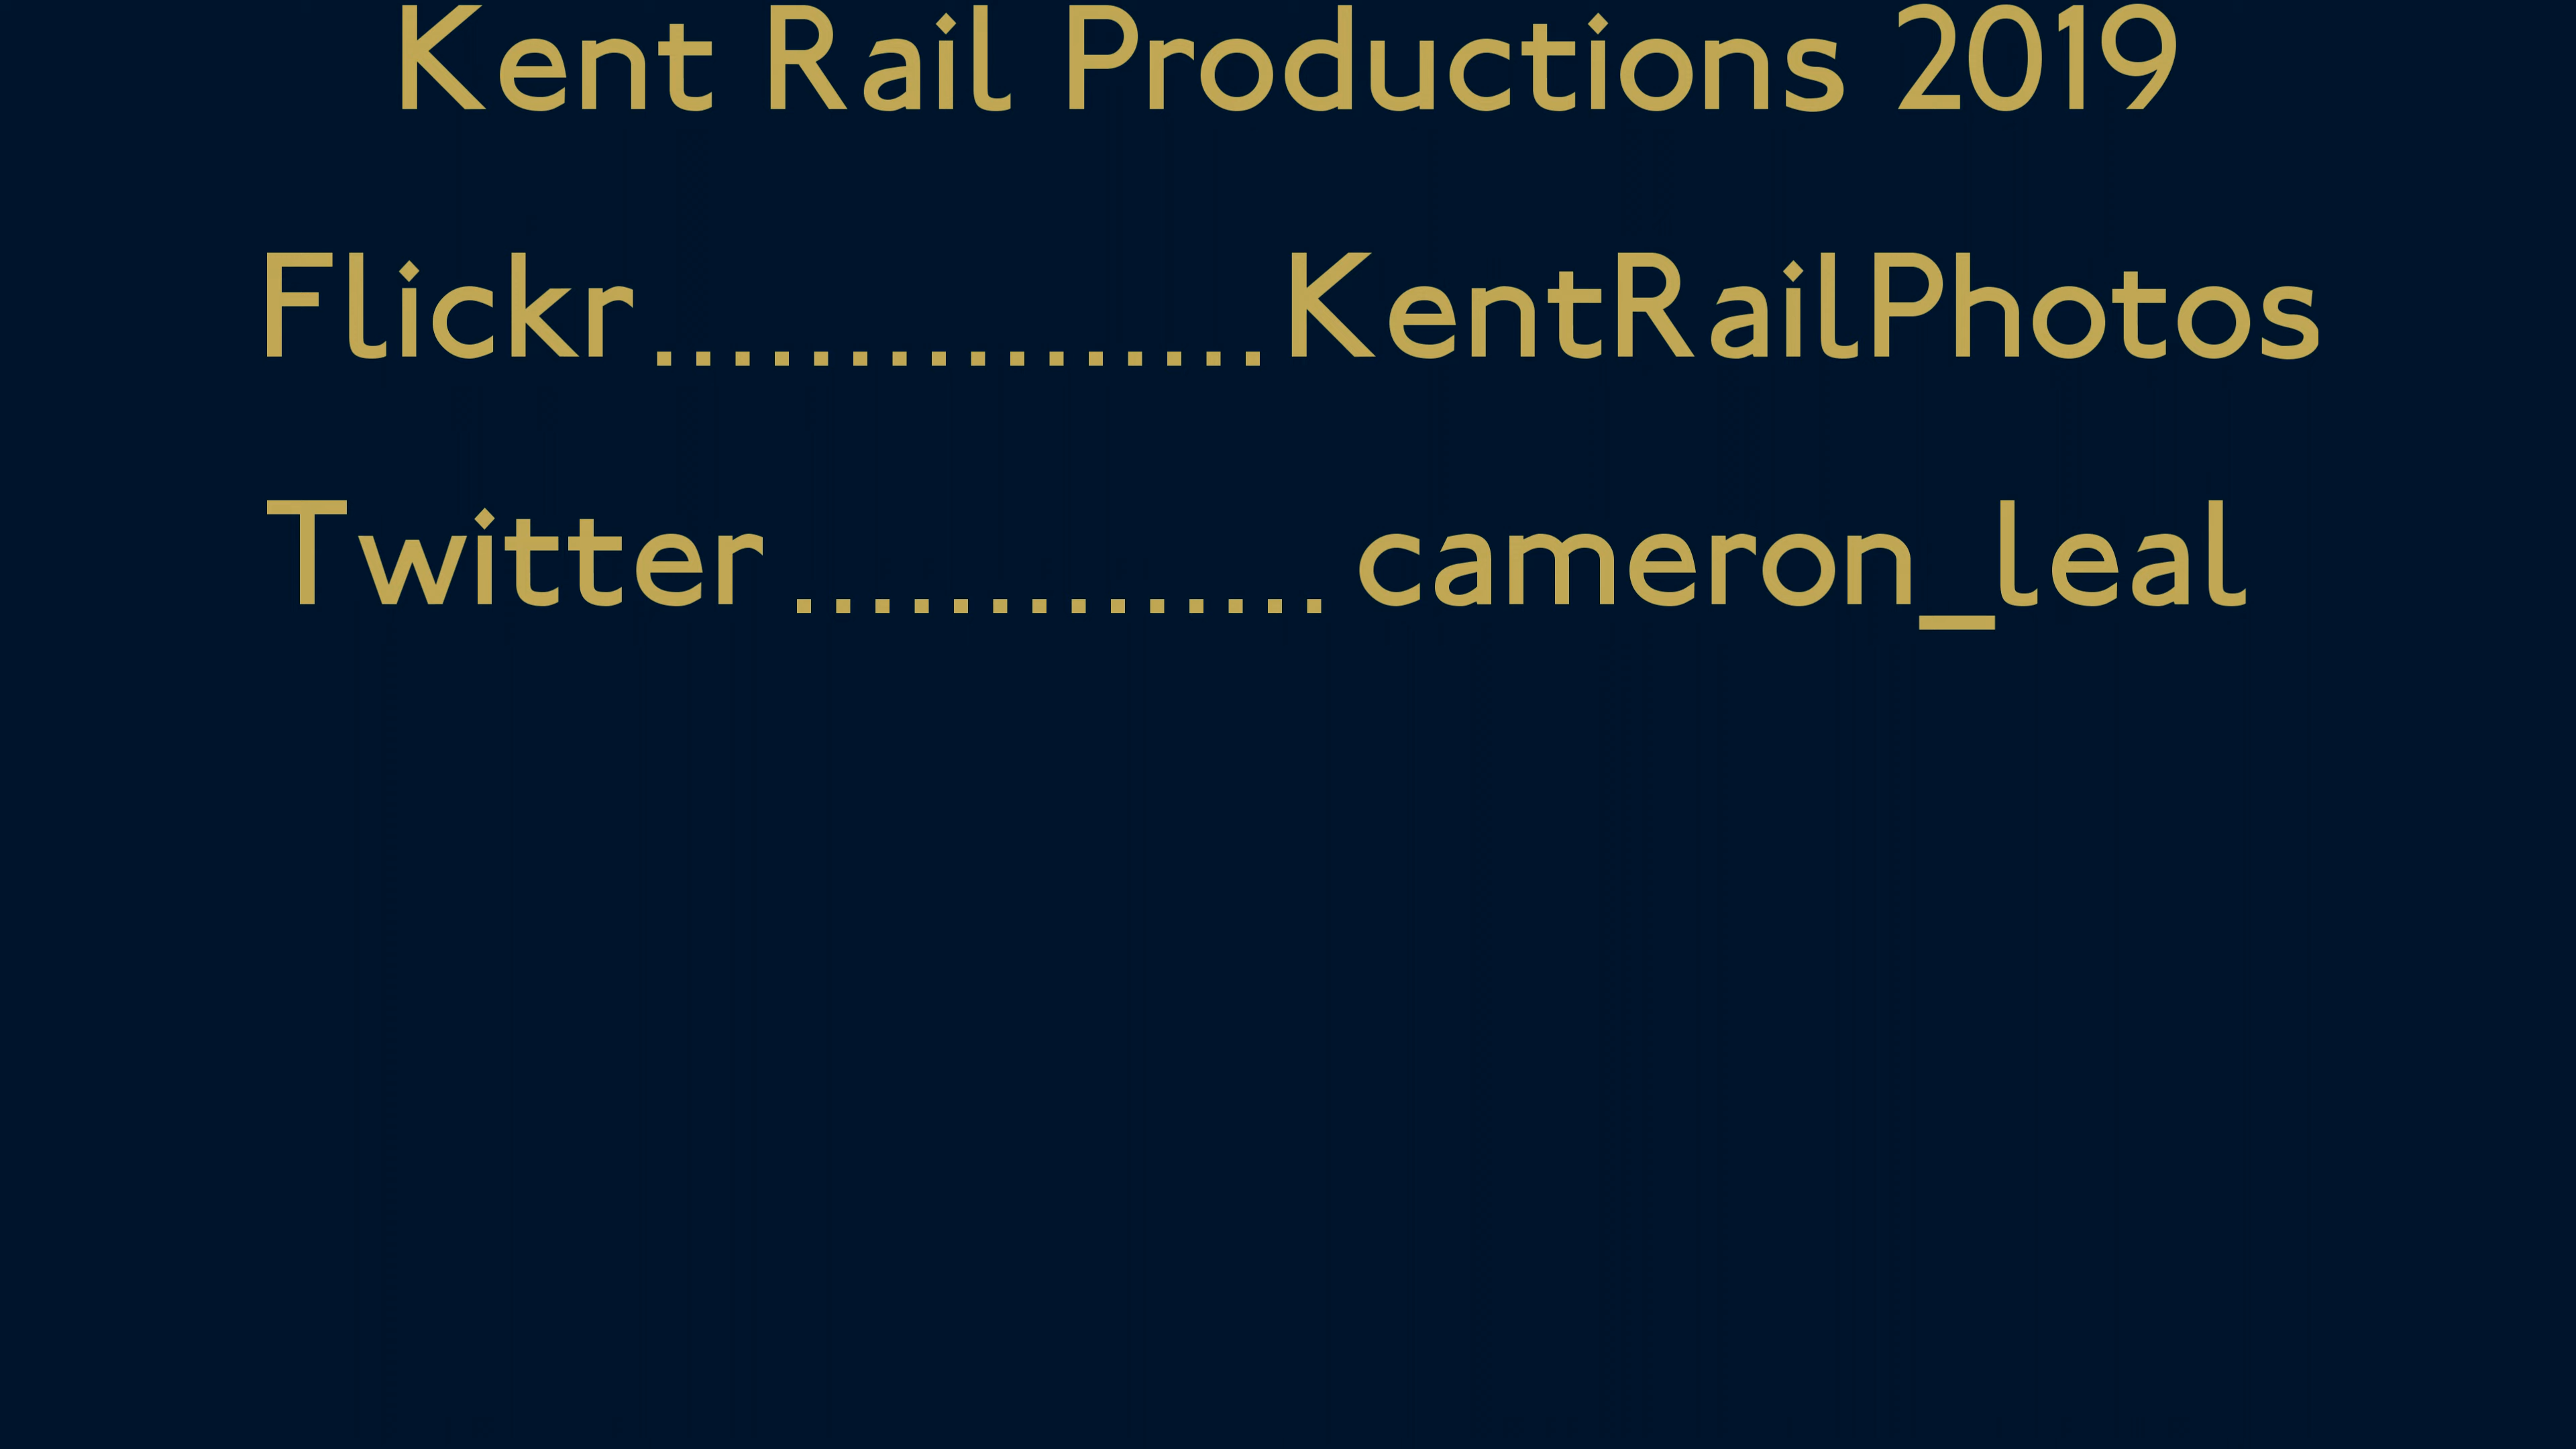 Kent Rail Productions 2019
Flickr................KentRailPhotos
Twitter ..............cameron_leal